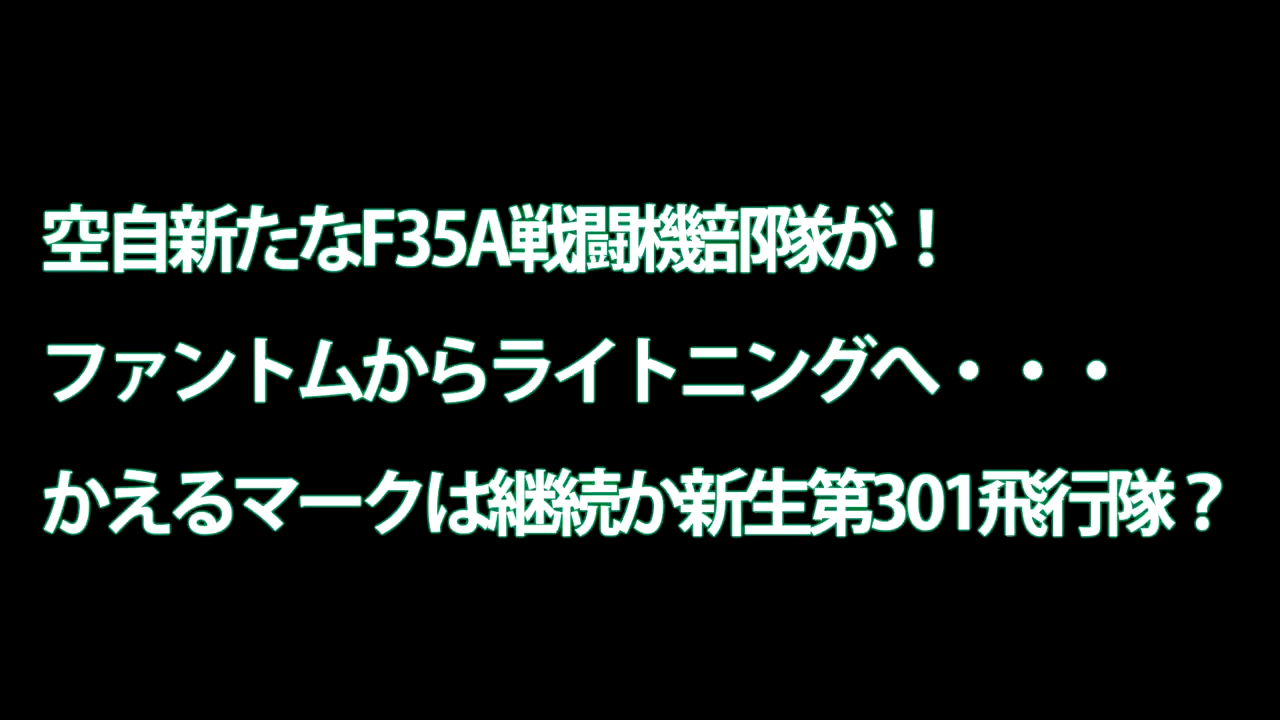 空自新たなF35A戦闘機部隊が！
ファントムからライトニングへ・・・
かえるマークは継続か新生第301飛行隊？